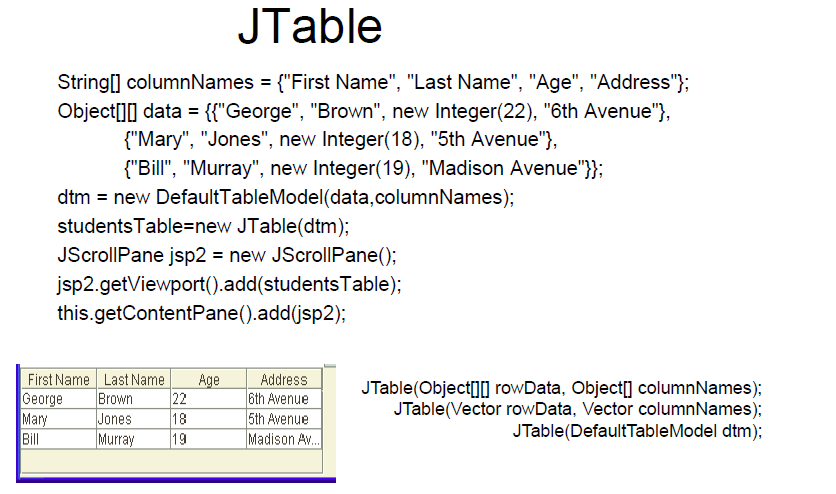 JTable
String[] columnNames = {"First Name", "Last Name", "Age", "Address"};
Object[][] data = {{"George", "Brown", new Integer(22), "6th Avenue"},
{"Mary", "Jones", new Integer(18), "5th Avenue"},
{"Bill", "Murray", new Integer(19), "Madison Avenue"}};
dtm = new DefaultTableModel(data,columnNames);
studentsTable=new JTable(dtm);
JScrollPane jsp2 = new JScrollPane();
jsp2.getViewport().add(studentsTable);
this.getContentPane().add(jsp2);
First Name Last Name Age Address
George Brown 22 6th Avenue
Mary Jones 18 5th Avenue
Bill Murray 19 Madison Av...
JTable(Object[][] rowData, Object[] columnNames);
JTable(Vector rowData, Vector columnNames);
JTable(DefaultTableModel dtm);